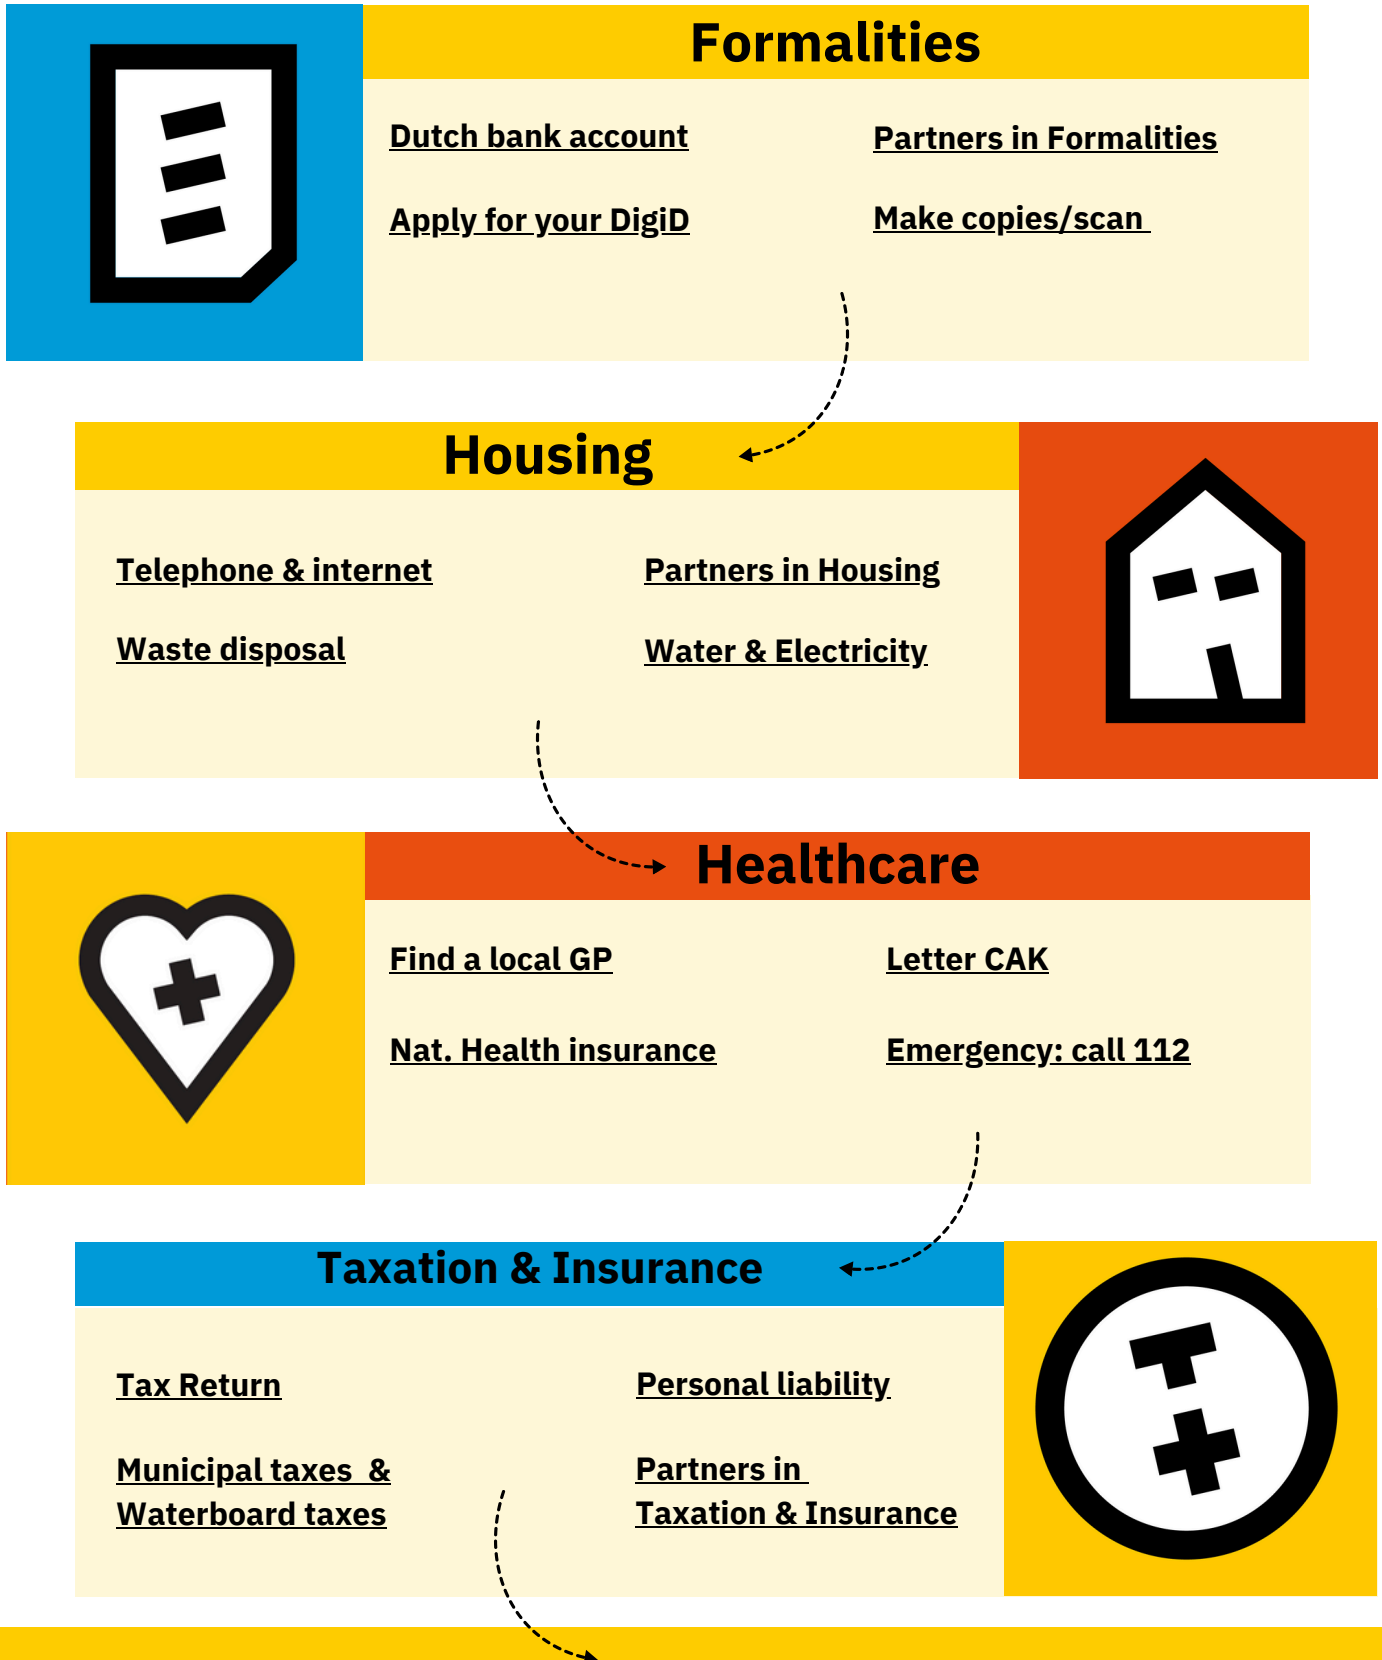 Formalities
Dutch bank account
Partners in Formalities
Apply for your DigiD
Make copies/scan
Housing
Telephone & internet
Partners in Housing
Waste disposal
Water & Electricity
Healthcare
Find a local GP
Letter CAK
Nat. Health insurance
Emergency: call 112
Taxation & Insurance
Tax Return
Personal liability
Municipal taxes &
Waterboard taxes
Partners in
Taxation & Insurance